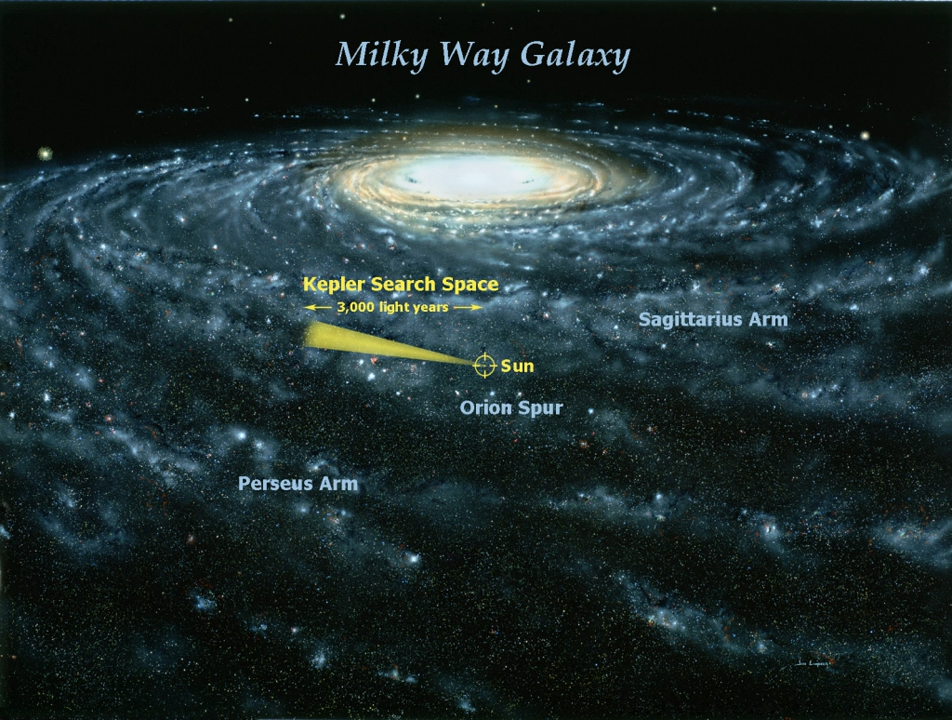 Milky Way Galaxy
Kepler Search Space
3,000 light years
Sagittarius Arm
Sun
Orion Spur
Perseus Arm